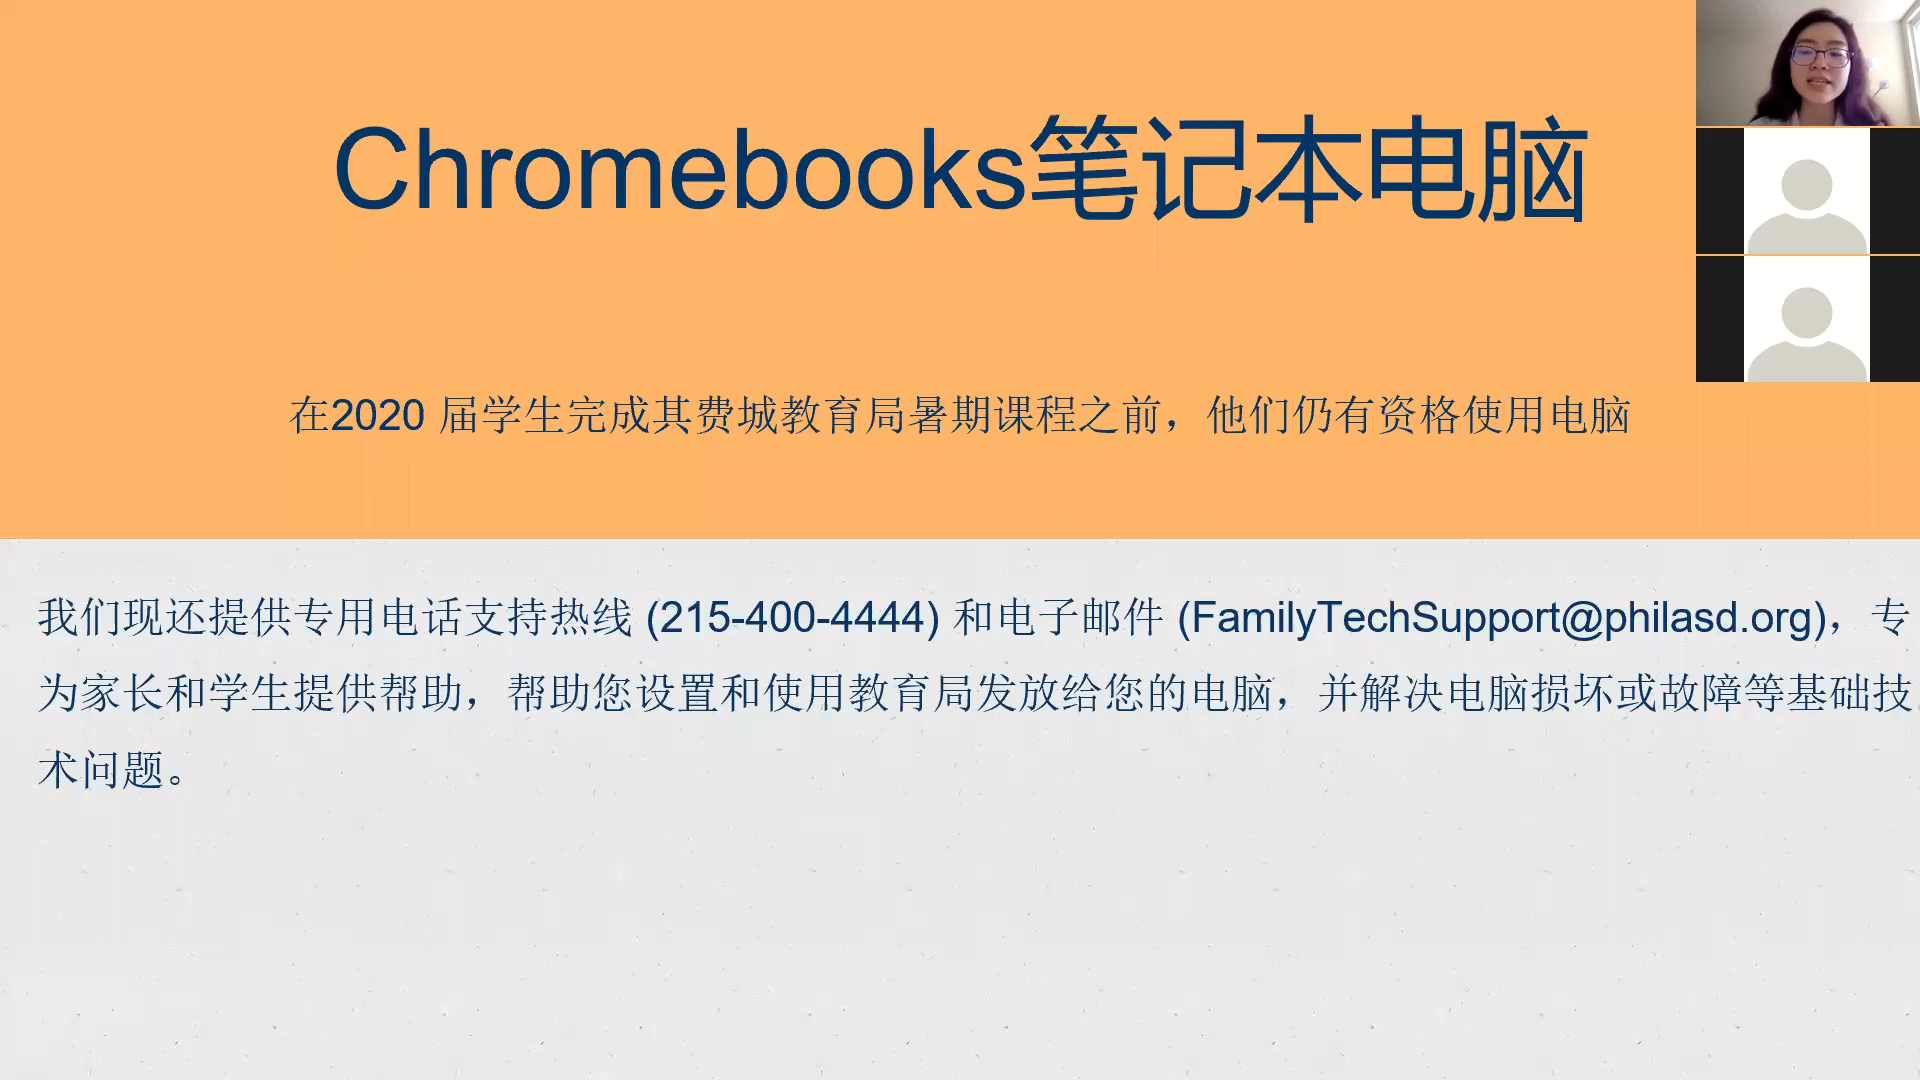 Chromebooks笔记本电脑
在2020 届学生完成其费城教育局暑期课程之前，他们仍有资格使用电脑
我们现还提供专用电话支持热线 (215-400-4444) 和电子邮件 (FamilyTechSupport@philasd.org)，专
为家长和学生提供帮助，帮助您设置和使用教育局发放给您的电脑，并解决电脑损坏或故障等基础技
术问题。